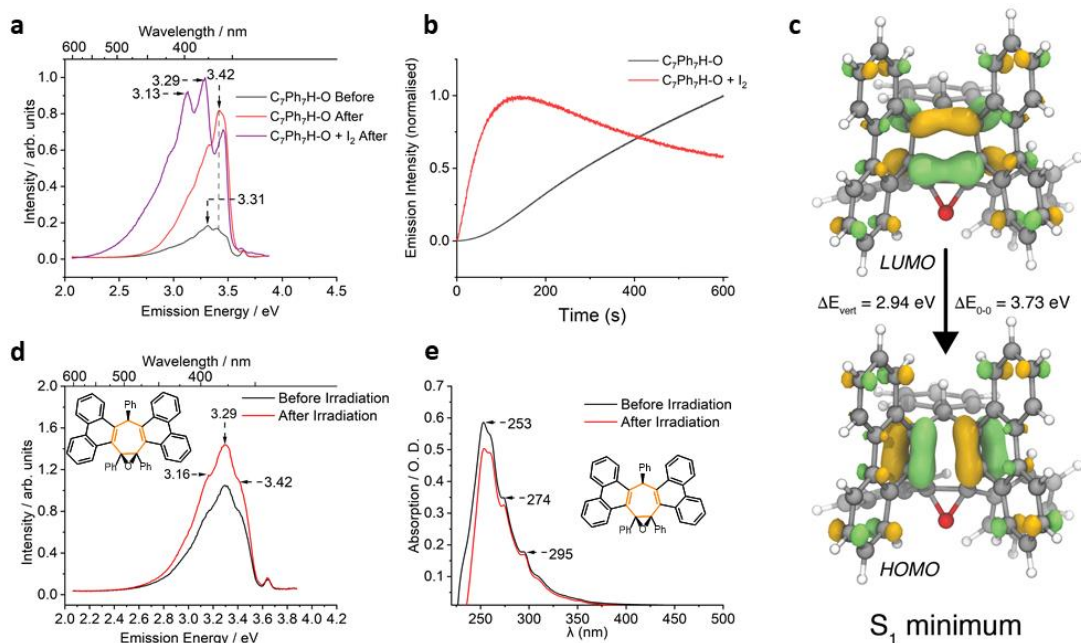 a
Wavelength / nm
600 500 400
3.42
3.29
3.13
3.31
C₇Ph₇H-O Before
C₇Ph₇H-O After
C₇Ph₇H-O + I₂ After
Intensity / arb. units
1.0
0.8
0.6
0.4
0.2
0.0
2.0 2.5 3.0 3.5 4.0 4.5
Emission Energy / eV
b
C₇Ph₇H-O
C₇Ph₇H-O + I₂
Emission Intensity (normalised)
1.0
0.5
0.0
0 200 400 600
Time (s)
c
LUMO
ΔE_vert = 2.94 eV
ΔE_0-0 = 3.73 eV
HOMO
S₁ minimum
d
Wavelength / nm
600 500 400
Before Irradiation
After Irradiation
Ph
Ph O Ph
3.29
3.16
3.42
Intensity / arb. units
2.0
1.6
1.2
0.8
0.4
0.0
2.0 2.2 2.4 2.6 2.8 3.0 3.2 3.4 3.6 3.8 4.0 4.2
Emission Energy / eV
e
Before Irradiation
After Irradiation
253
274
295
Ph
Ph O Ph
Absorption / O. D.
0.7
0.6
0.5
0.4
0.3
0.2
0.1
250 300 350 400 450 500
λ (nm)